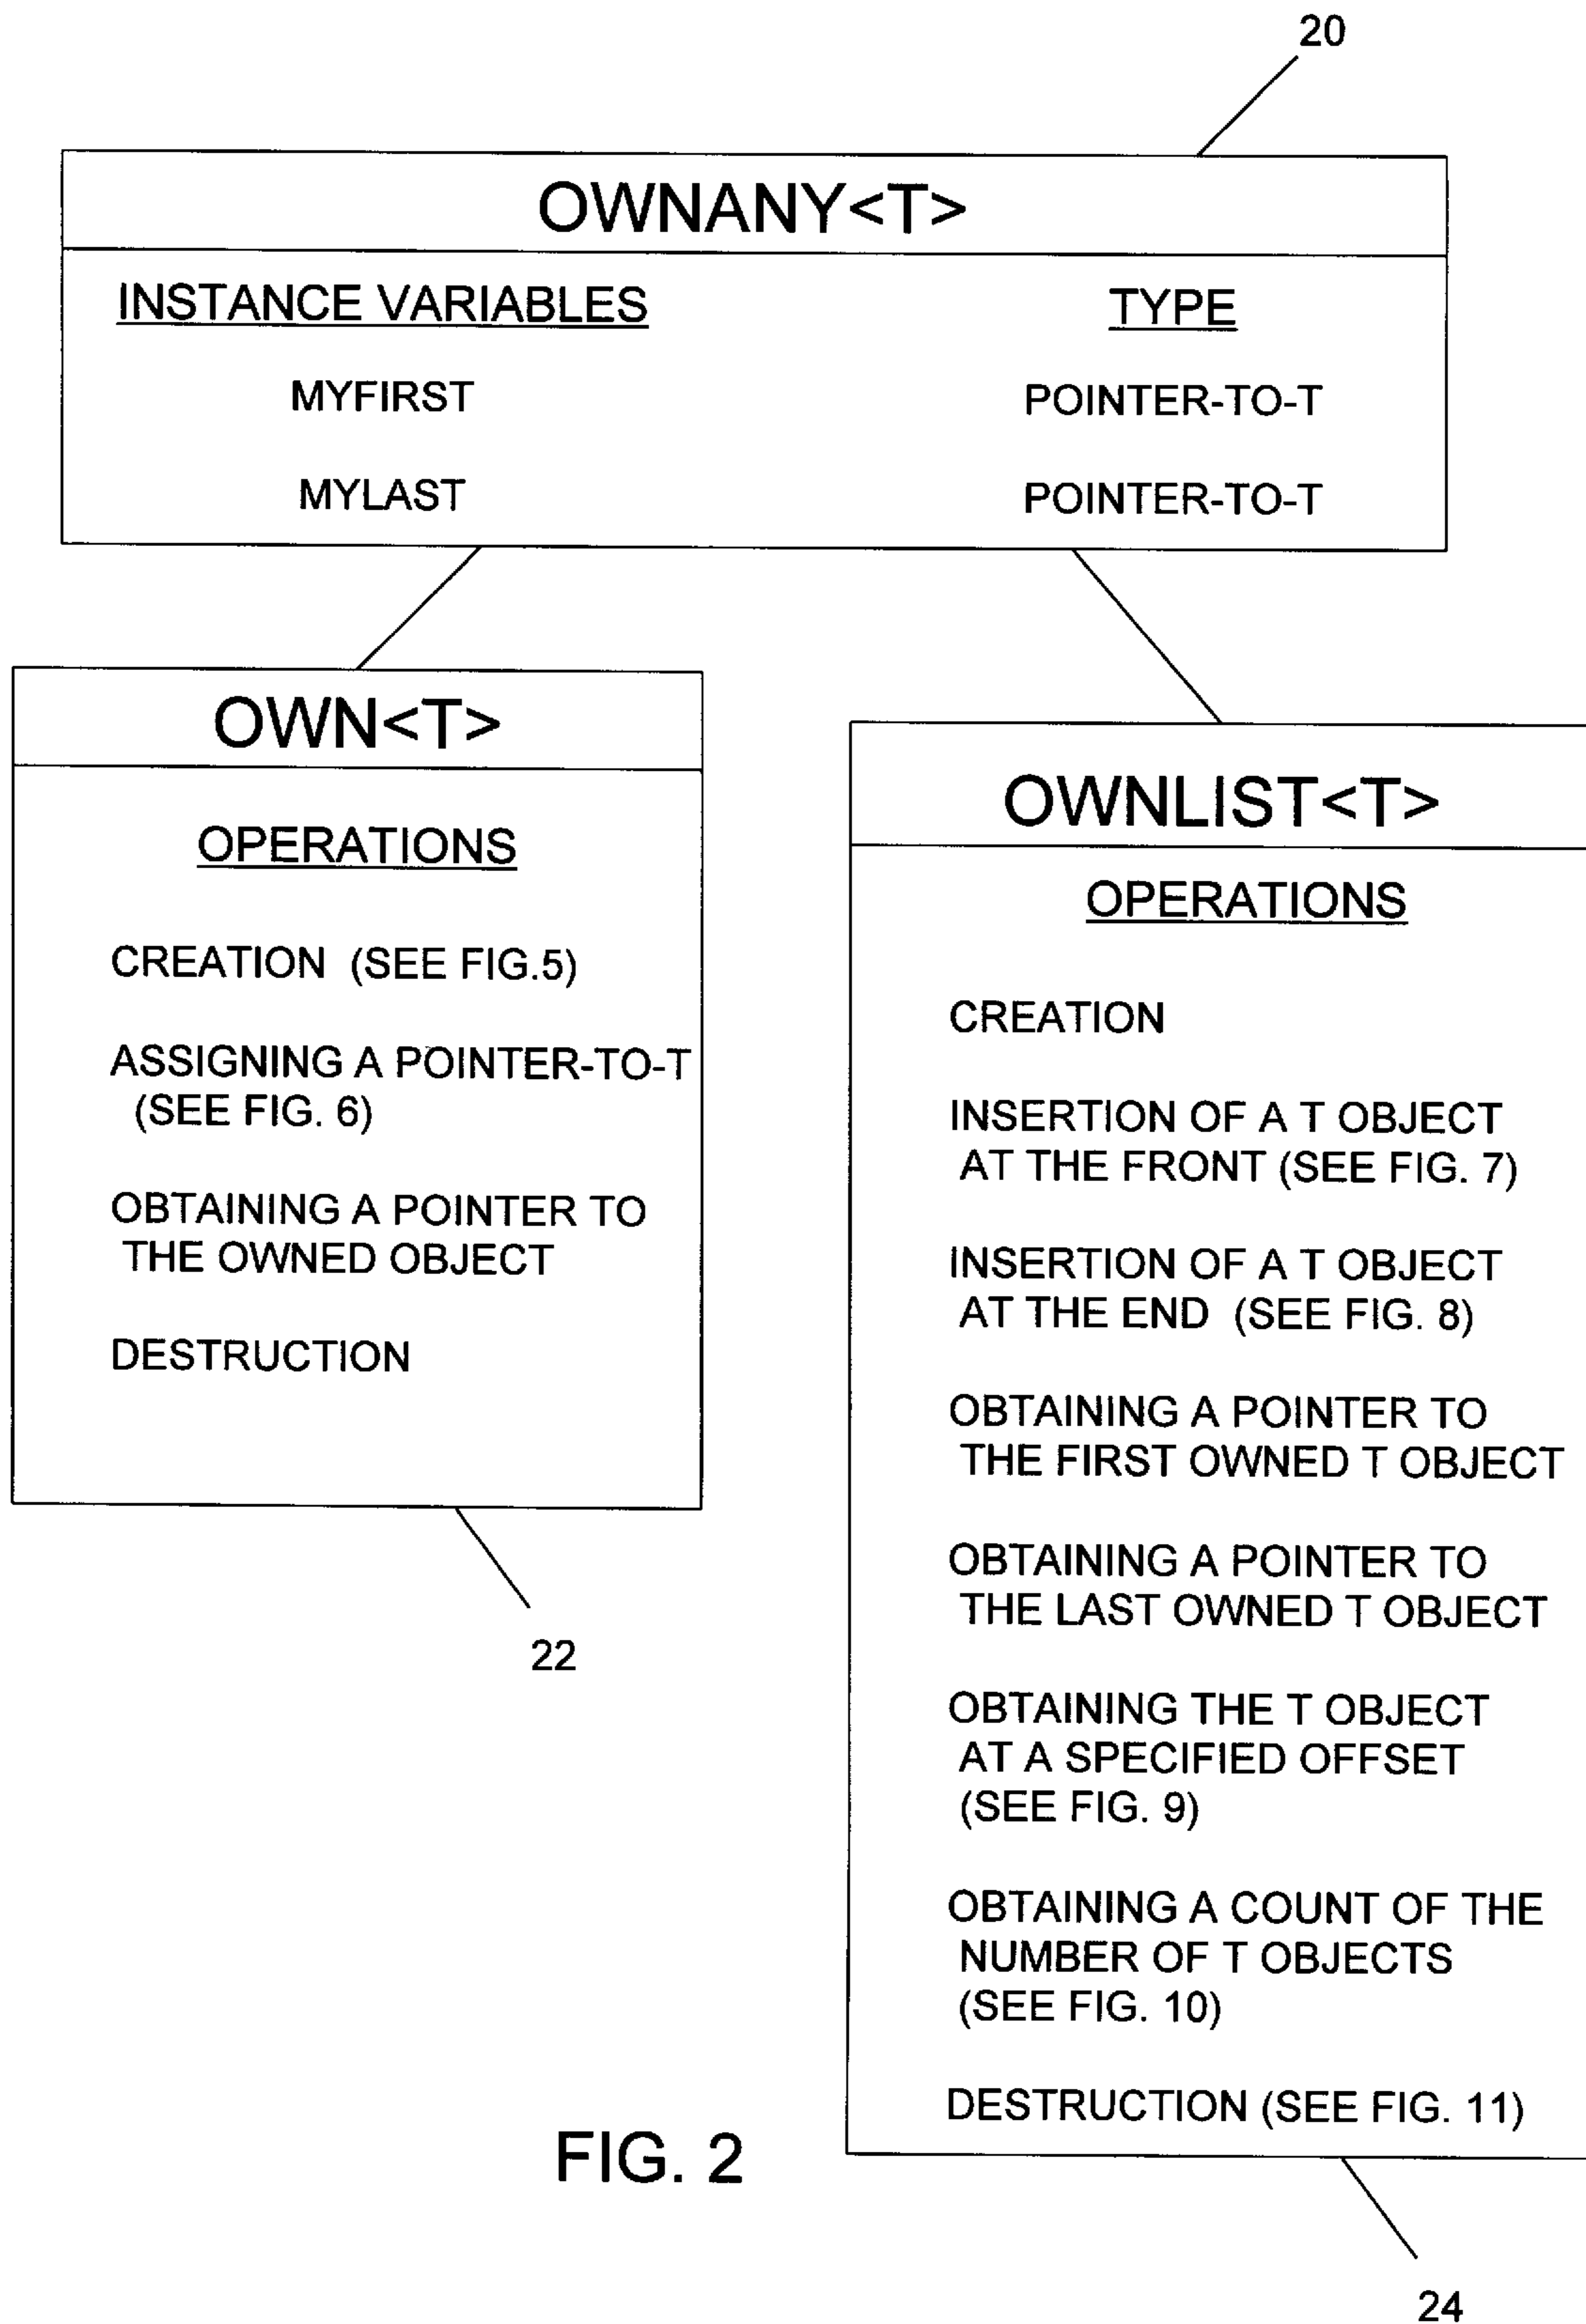 20
OWNANY<T>
INSTANCE VARIABLES TYPE
MYFIRST POINTER-TO-T
MYLAST POINTER-TO-T
OWN<T>
OPERATIONS
CREATION (SEE FIG.5)
ASSIGNING A POINTER-TO-T
(SEE FIG. 6)
OBTAINING A POINTER TO
THE OWNED OBJECT
DESTRUCTION
22
OWNLIST<T>
OPERATIONS
CREATION
INSERTION OF A T OBJECT
AT THE FRONT (SEE FIG. 7)
INSERTION OF A T OBJECT
AT THE END (SEE FIG. 8)
OBTAINING A POINTER TO
THE FIRST OWNED T OBJECT
OBTAINING A POINTER TO
THE LAST OWNED T OBJECT
OBTAINING THE T OBJECT
AT A SPECIFIED OFFSET
(SEE FIG. 9)
OBTAINING A COUNT OF THE
NUMBER OF T OBJECTS
(SEE FIG. 10)
DESTRUCTION (SEE FIG. 11)
24
FIG. 2